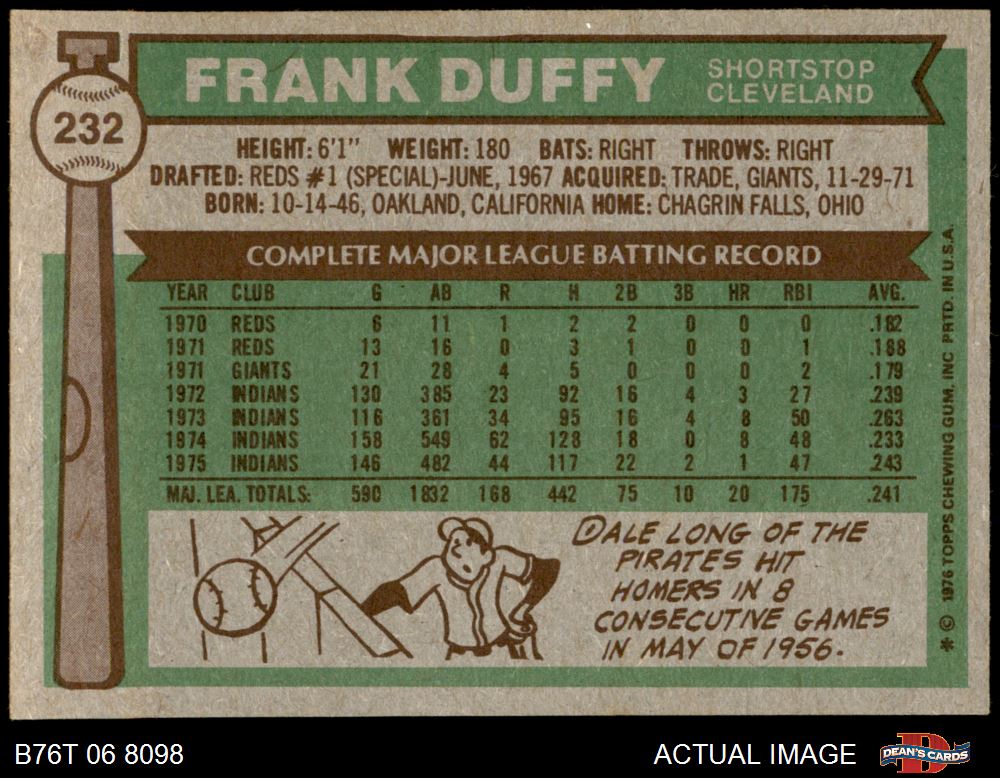 232
FRANK DUFFY
SHORTSTOP
CLEVELAND
HEIGHT: 6'1" WEIGHT: 180 BATS: RIGHT THROWS: RIGHT
DRAFTED: REDS #1 (SPECIAL)-JUNE, 1967 ACQUIRED: TRADE, GIANTS, 11-29-71
BORN: 10-14-46, OAKLAND, CALIFORNIA HOME: CHAGRIN FALLS, OHIO
COMPLETE MAJOR LEAGUE BATTING RECORD
YEAR CLUB G AB R H 2B 3B HR RBI AVG.
1970 REDS 6 11 1 2 2 0 0 0 .182
1971 REDS 13 16 0 3 1 0 0 1 .188
1971 GIANTS 21 28 4 5 0 0 0 2 .179
1972 INDIANS 130 385 23 92 16 4 3 27 .239
1973 INDIANS 116 361 34 95 16 4 8 50 .263
1974 INDIANS 158 549 62 128 18 0 8 48 .233
1975 INDIANS 146 482 44 117 22 2 1 47 .243
MAJ. LEA. TOTALS: 590 1832 168 442 75 10 20 175 .241
DALE LONG OF THE
PIRATES HIT
HOMERS IN 8
CONSECUTIVE GAMES
IN MAY OF 1956.
* © 1976 TOPPS CHEWING GUM, INC PRTD. IN U.S.A.
B76T 06 8098
ACTUAL IMAGE
DEAN'S CARDS